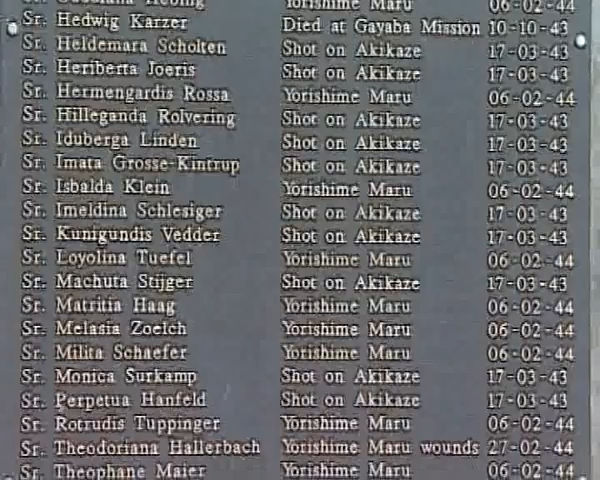 Yorishime Maru 06-02-44
Sr. Hedwig Karzer Died at Gayaba Mission 10-10-43
Sr. Heldemara Scholten Shot on Akikaze 17-03-43
Sr. Heriberta Joeris Shot on Akikaze 17-03-43
Sr. Hermengardis Rossa Yorishime Maru 06-02-44
Sr. Hilleganda Rolvering Shot on Akikaze 17-03-43
Sr. Iduberga Linden Shot on Akikaze 17-03-43
Sr. Imata Grosse-Kintrup Shot on Akikaze 17-03-43
Sr. Isbalda Klein Yorishime Maru 06-02-44
Sr. Imeldina Schlesiger Shot on Akikaze 17-03-43
Sr. Kunigundis Vedder Shot on Akikaze 17-03-43
Sr. Loyolina Tuefel Yorishime Maru 06-02-44
Sr. Machuta Stijger Shot on Akikaze 17-03-43
Sr. Matritia Haag Yorishime Maru 06-02-44
Sr. Melasia Zoelch Yorishime Maru 06-02-44
Sr. Milita Schaefer Yorishime Maru 06-02-44
Sr. Monica Surkamp Shot on Akikaze 17-03-43
Sr. Perpetua Hanfeld Shot on Akikaze 17-03-43
Sr. Rotrudis Tuppinger Yorishime Maru 06-02-44
Sr. Theodoriana Hallerbach Yorishime Maru wounds 27-02-44
Sr. Theophane Maier Yorishime Maru 06-02-44